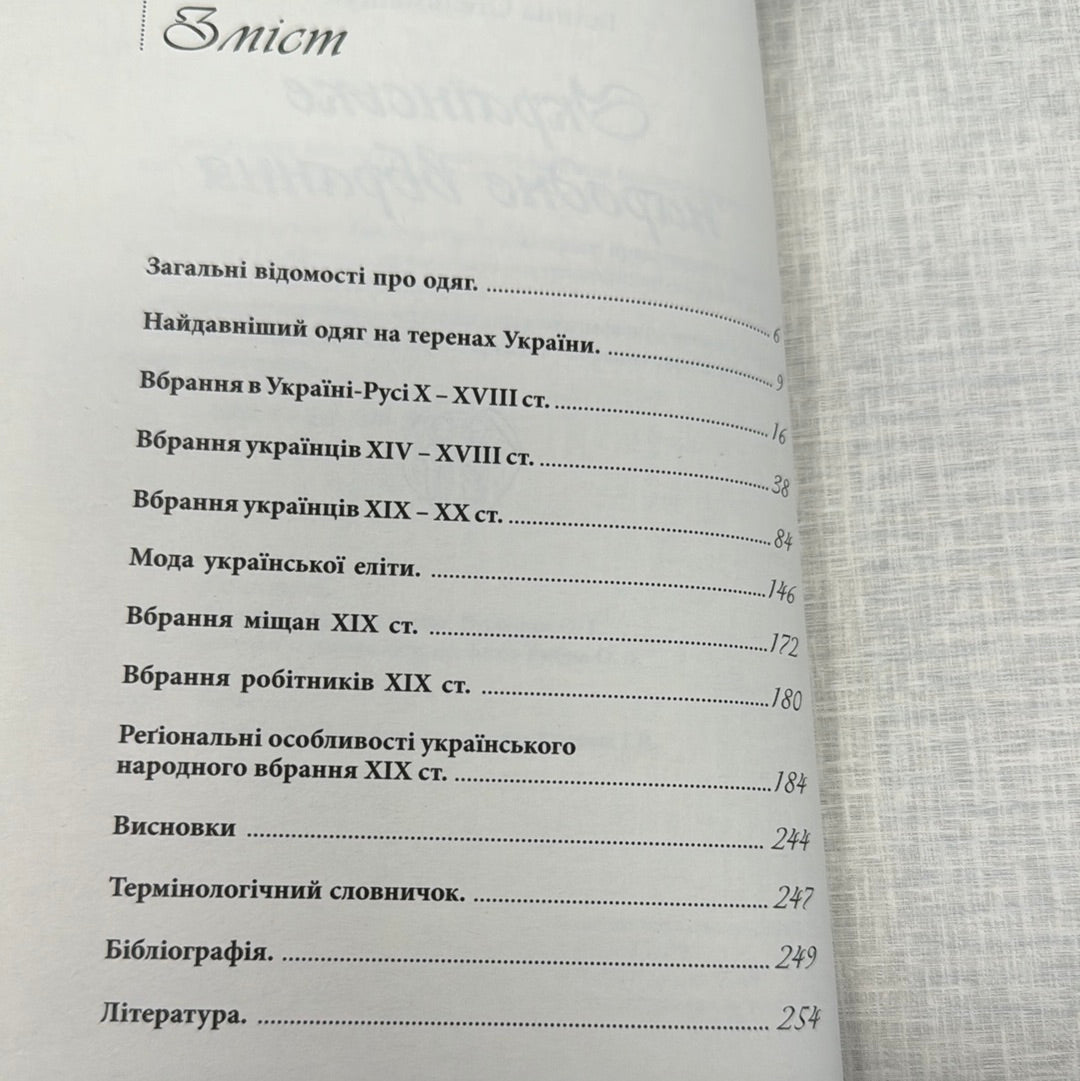 Зміст
Загальні відомості про одяг. 6
Найдавніший одяг на теренах України. 9
Вбрання в Україні-Русі X – XVIII ст. 16
Вбрання українців XIV – XVIII ст. 38
Вбрання українців XIX – XX ст. 84
Мода української еліти. 146
Вбрання міщан XIX ст. 172
Вбрання робітників XIX ст. 180
Реґіональні особливості українського
народного вбрання XIX ст. 184
Висновки 244
Термінологічний словничок. 247
Бібліографія. 249
Література. 254